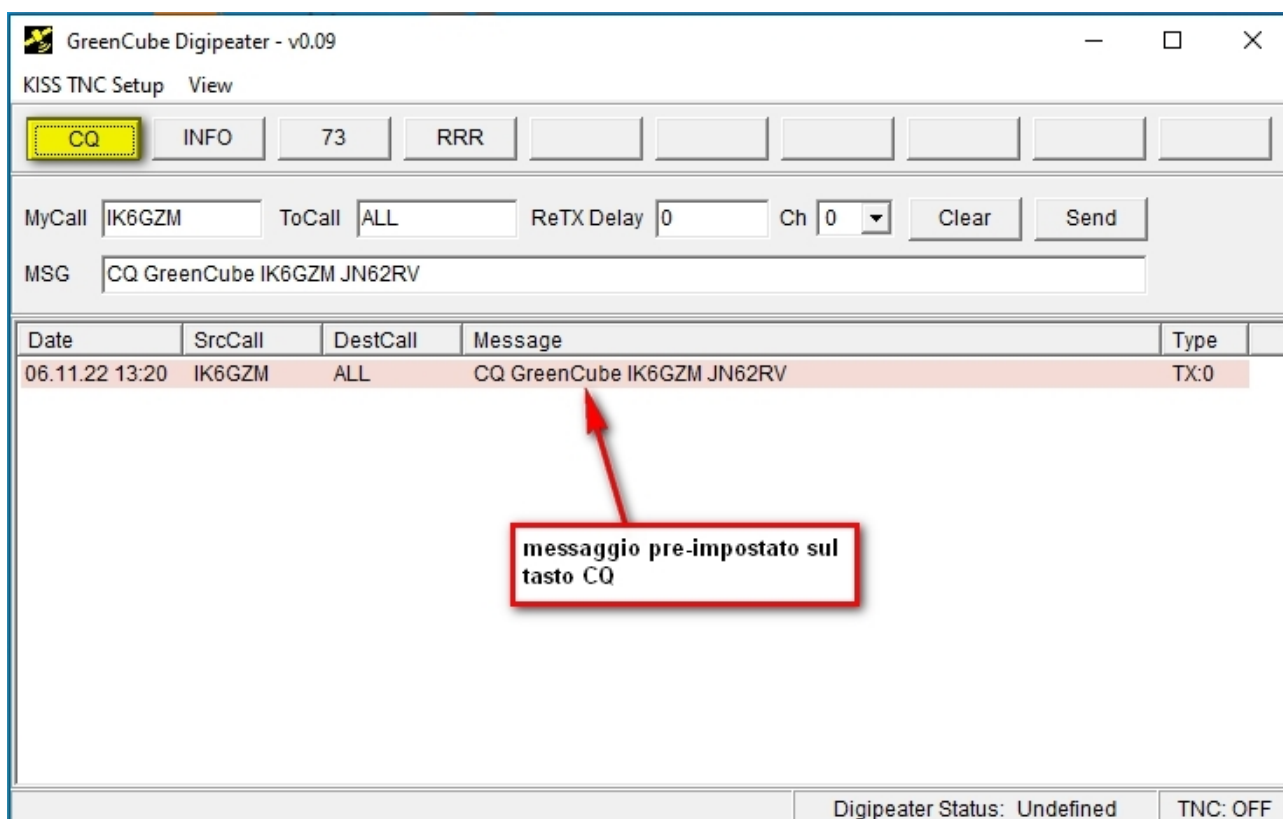 GreenCube Digipeater - v0.09
KISS TNC Setup View
CQ INFO 73 RRR
MyCall IK6GZM ToCall ALL ReTX Delay 0 Ch 0 Clear Send
MSG CQ GreenCube IK6GZM JN62RV
Date SrcCall DestCall Message Type
06.11.22 13:20 IK6GZM ALL CQ GreenCube IK6GZM JN62RV TX:0
messaggio pre-impostato sul
tasto CQ
Digipeater Status: Undefined TNC: OFF